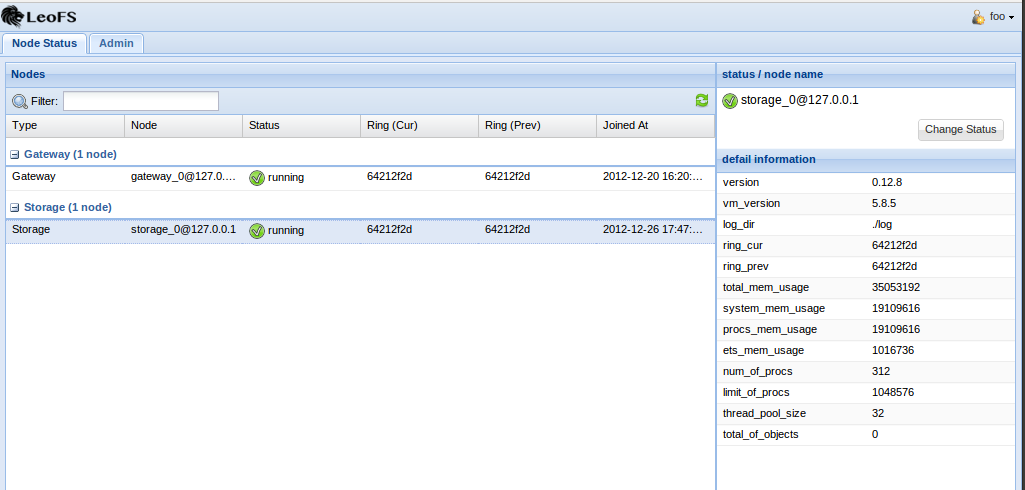 LeoFS
foo
Node Status Admin
Nodes
Filter:
Type Node Status Ring (Cur) Ring (Prev) Joined At
Gateway (1 node)
Gateway gateway_0@127.0.... running 64212f2d 64212f2d 2012-12-20 16:20:...
Storage (1 node)
Storage storage_0@127.0.0.1 running 64212f2d 64212f2d 2012-12-26 17:47:...
status / node name
storage_0@127.0.0.1
Change Status
defail information
version 0.12.8
vm_version 5.8.5
log_dir ./log
ring_cur 64212f2d
ring_prev 64212f2d
total_mem_usage 35053192
system_mem_usage 19109616
procs_mem_usage 19109616
ets_mem_usage 1016736
num_of_procs 312
limit_of_procs 1048576
thread_pool_size 32
total_of_objects 0